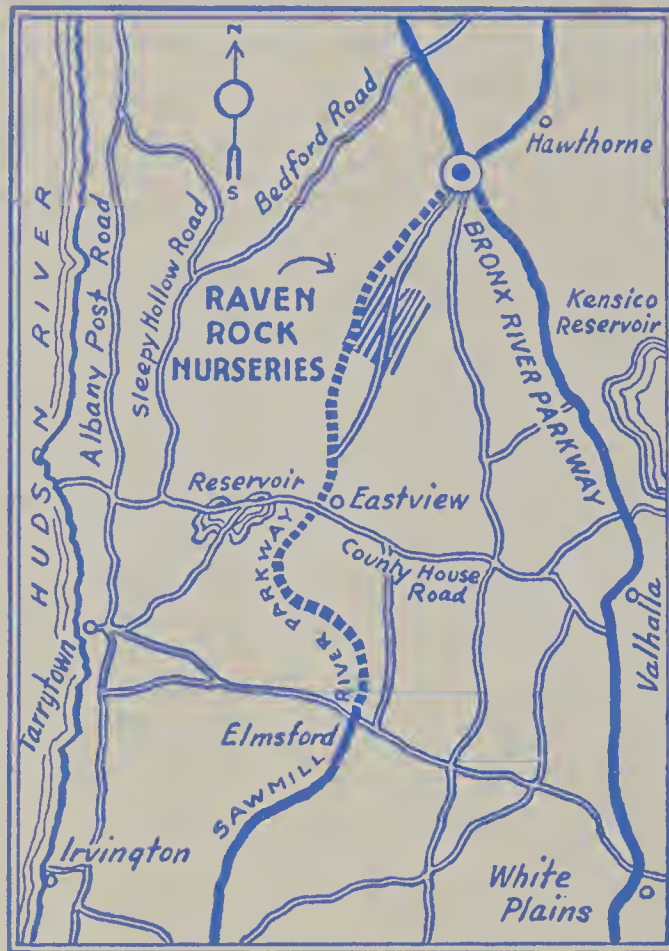 N
S
Bedford Road
Hawthorne
HUDSON RIVER
Albany Post Road
Sleepy Hollow Road
RAVEN
ROCK
NURSERIES
BRONX RIVER PARKWAY
Kensico
Reservoir
Reservoir
Eastview
County House
Road
SAWMILL RIVER PARKWAY
Valhalla
Tarrytown
Elmsford
Irvington
White
Plains